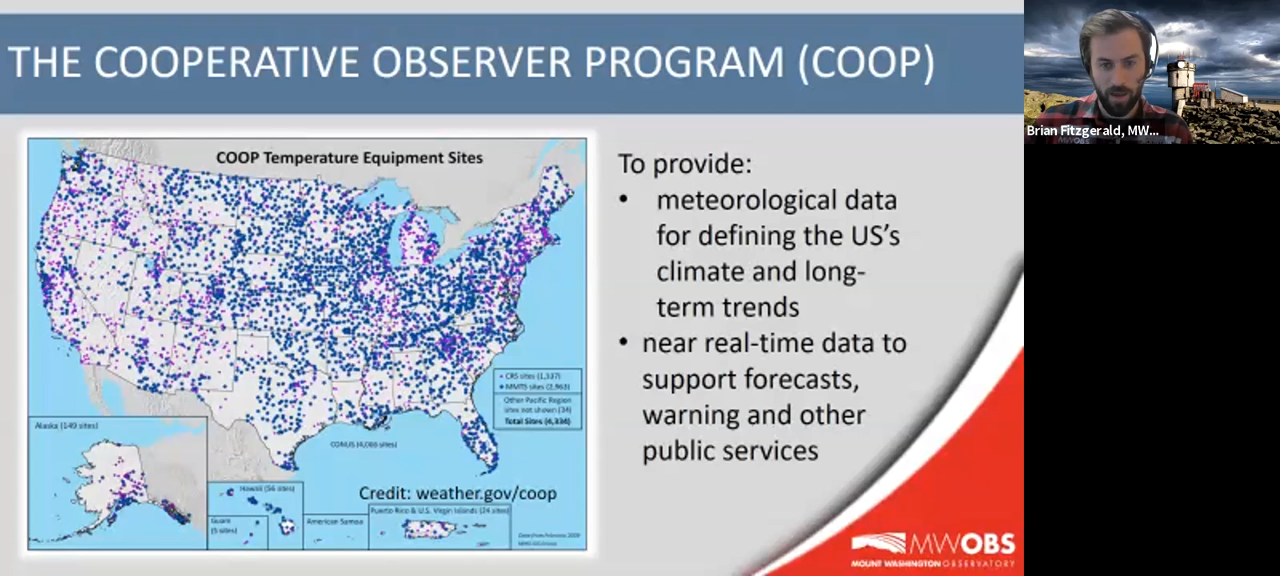 THE COOPERATIVE OBSERVER PROGRAM (COOP)
Brian Fitzgerald, MW...
COOP Temperature Equipment Sites
To provide:
• meteorological data
for defining the US's
climate and long-
term trends
• near real-time data to
support forecasts,
warning and other
public services
CRS sites (1,337)
MMTS sites (2,963)
Other Pacific Region
sites not shown (34)
Total Sites (4,334)
Alaska (149 sites)
CONUS (4,066 sites)
Hawaii (56 sites)
Guam
(5 sites)
American Samoa
Puerto Rico & U.S. Virgin Islands (24 sites)
Credit: weather.gov/coop
MWOBS
MOUNT WASHINGTON OBSERVATORY